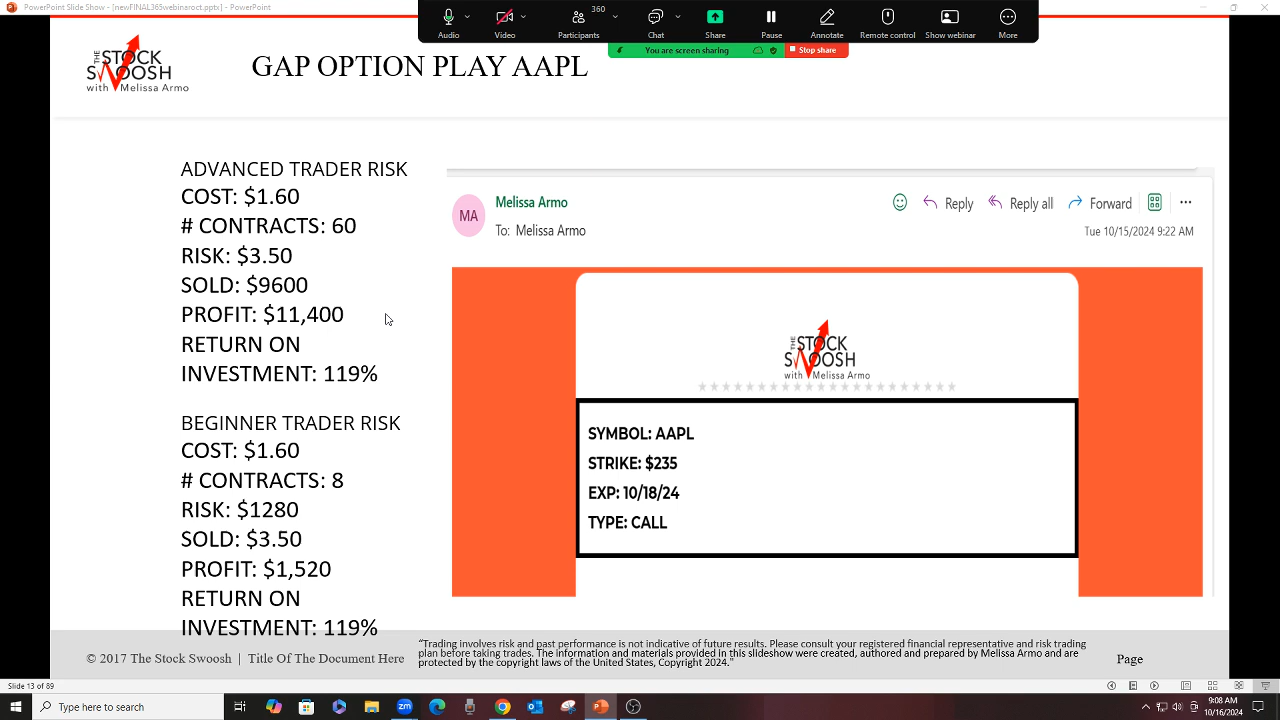 PowerPoint Slide Show - [newFINAL365webinaroct.pptx] - PowerPoint
360
Audio Video Participants Chat Share Pause Annotate Remote control Show webinar More
You are screen sharing Stop share
THE STOCK SWOOSH
with Melissa Armo
GAP OPTION PLAY AAPL
ADVANCED TRADER RISK
COST: $1.60
# CONTRACTS: 60
RISK: $3.50
SOLD: $9600
PROFIT: $11,400
RETURN ON
INVESTMENT: 119%
BEGINNER TRADER RISK
COST: $1.60
# CONTRACTS: 8
RISK: $1280
SOLD: $3.50
PROFIT: $1,520
RETURN ON
INVESTMENT: 119%
MA
Melissa Armo
To: Melissa Armo
Reply Reply all Forward
Tue 10/15/2024 9:22 AM
THE STOCK SWOOSH
with Melissa Armo
SYMBOL: AAPL
STRIKE: $235
EXP: 10/18/24
TYPE: CALL
© 2017 The Stock Swoosh | Title Of The Document Here
“Trading involves risk and past performance is not indicative of future results. Please consult your registered financial representative and risk trading
plan before taking trades. The information and materials provided in this slideshow were created, authored and prepared by Melissa Armo and are
protected by the copyright laws of the United States, Copyright 2024."
Page
Slide 13 of 89
Type here to search
9:08 AM
10/16/2024